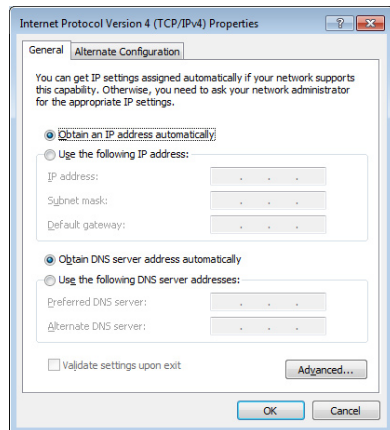 Internet Protocol Version 4 (TCP/IPv4) Properties
General
Alternate Configuration
You can get IP settings assigned automatically if your network supports
this capability. Otherwise, you need to ask your network administrator
for the appropriate IP settings.
Obtain an IP address automatically
Use the following IP address:
IP address:
Subnet mask:
Default gateway:
Obtain DNS server address automatically
Use the following DNS server addresses:
Preferred DNS server:
Alternate DNS server:
Validate settings upon exit
Advanced...
OK
Cancel